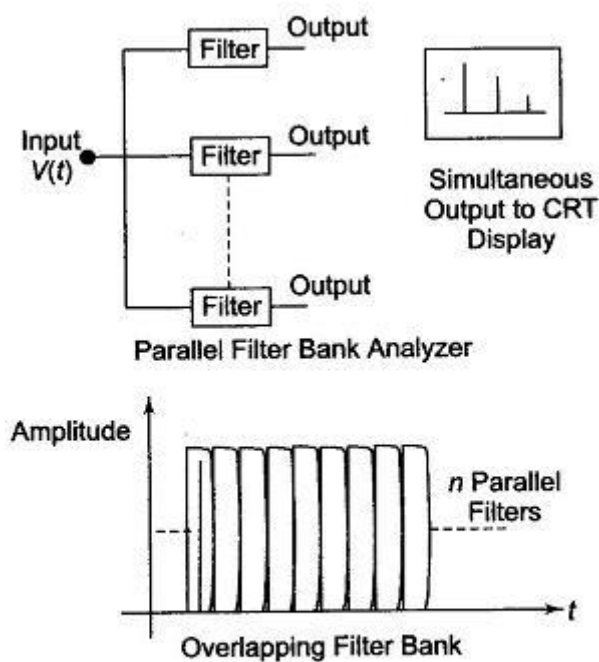 Output
Filter
Output
Input
V(t)
Filter
Simultaneous
Output to CRT
Display
Output
Filter
Parallel Filter Bank Analyzer
Amplitude
n Parallel
Filters
t
Overlapping Filter Bank